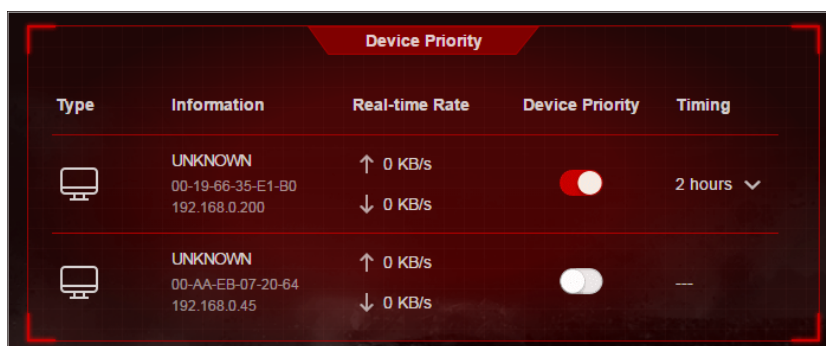 Device Priority
Type Information Real-time Rate Device Priority Timing
UNKNOWN
00-19-66-35-E1-B0
192.168.0.200
↑ 0 KB/s
↓ 0 KB/s
2 hours
UNKNOWN
00-AA-EB-07-20-64
192.168.0.45
↑ 0 KB/s
↓ 0 KB/s
---